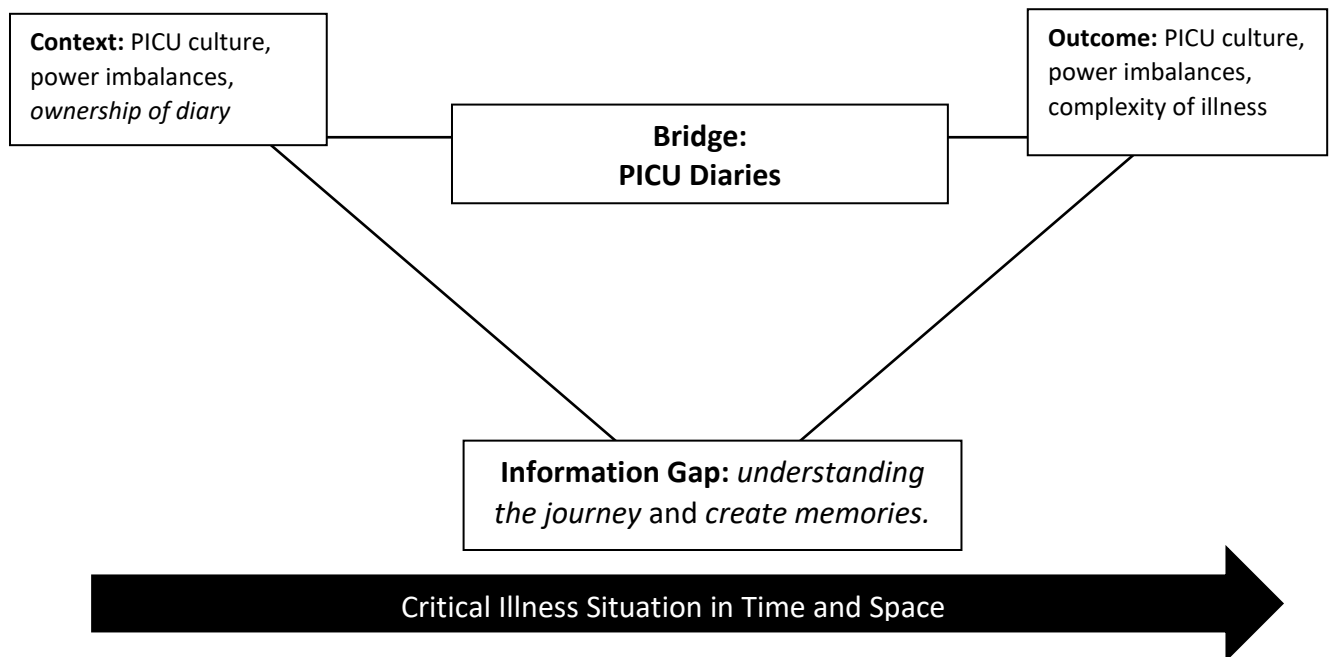 Context: PICU culture,
power imbalances,
ownership of diary
Outcome: PICU culture,
power imbalances,
complexity of illness
Bridge:
PICU Diaries
Information Gap: understanding
the journey and create memories.
Critical Illness Situation in Time and Space